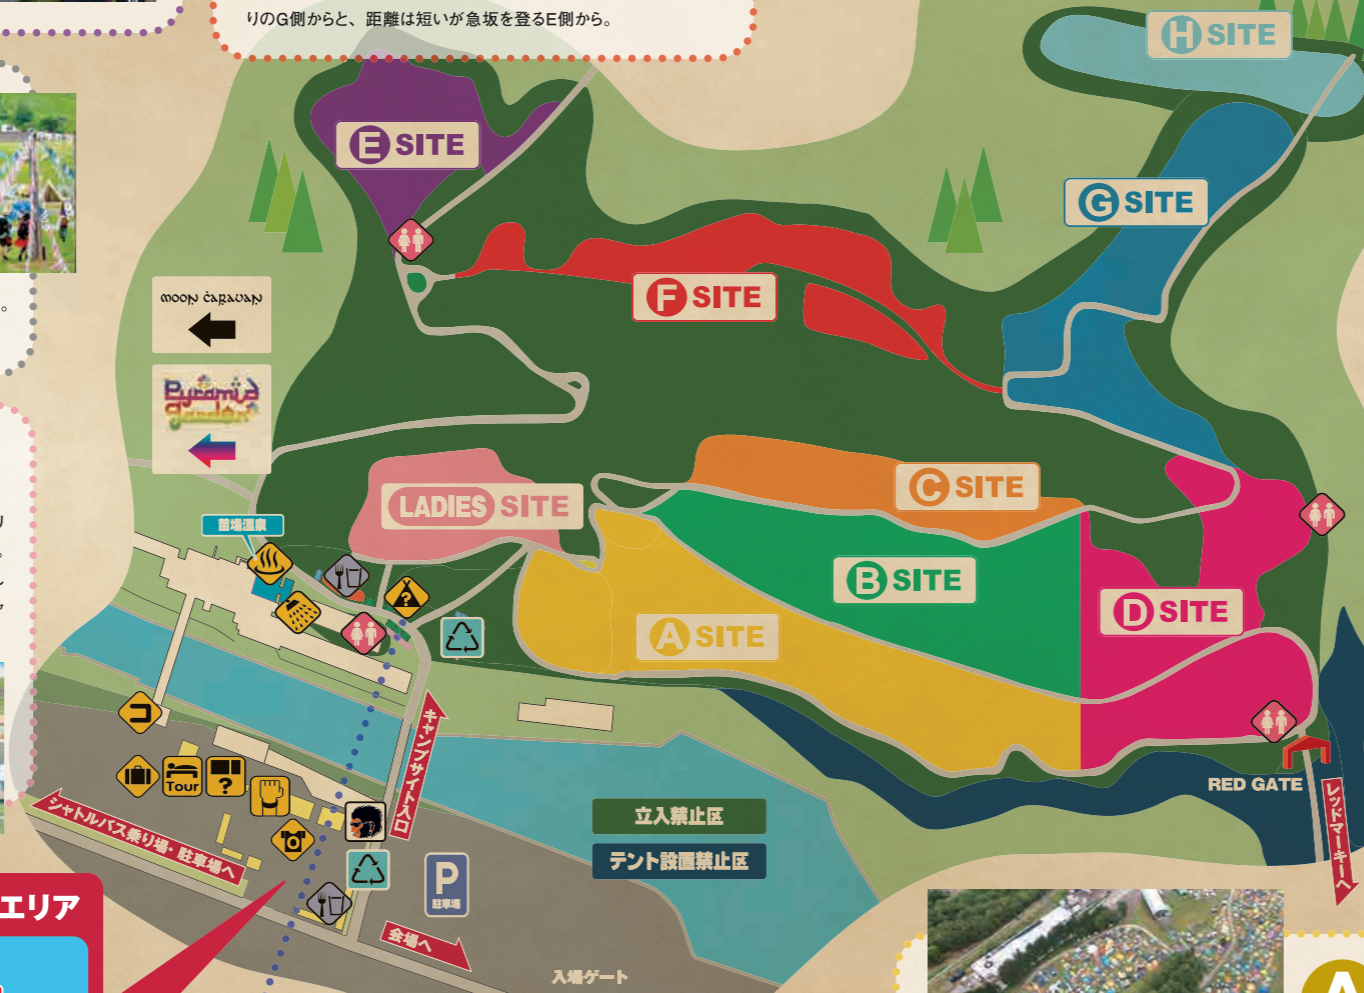 りのG側からと、距離は短いが急坂を登るE側から。
H SITE
E SITE
G SITE
MOON CARAVAN
F SITE
Pyramid
garden
C SITE
LADIES SITE
苗場温泉
B SITE
D SITE
A SITE
キャンプサイト入口
Tour
?
?
シャトルバス乗り場・駐車場へ
P
駐車場
立入禁止区
テント設置禁止区
RED GATE
レッドマーキーへ
エリア
会場へ
入場ゲート
A